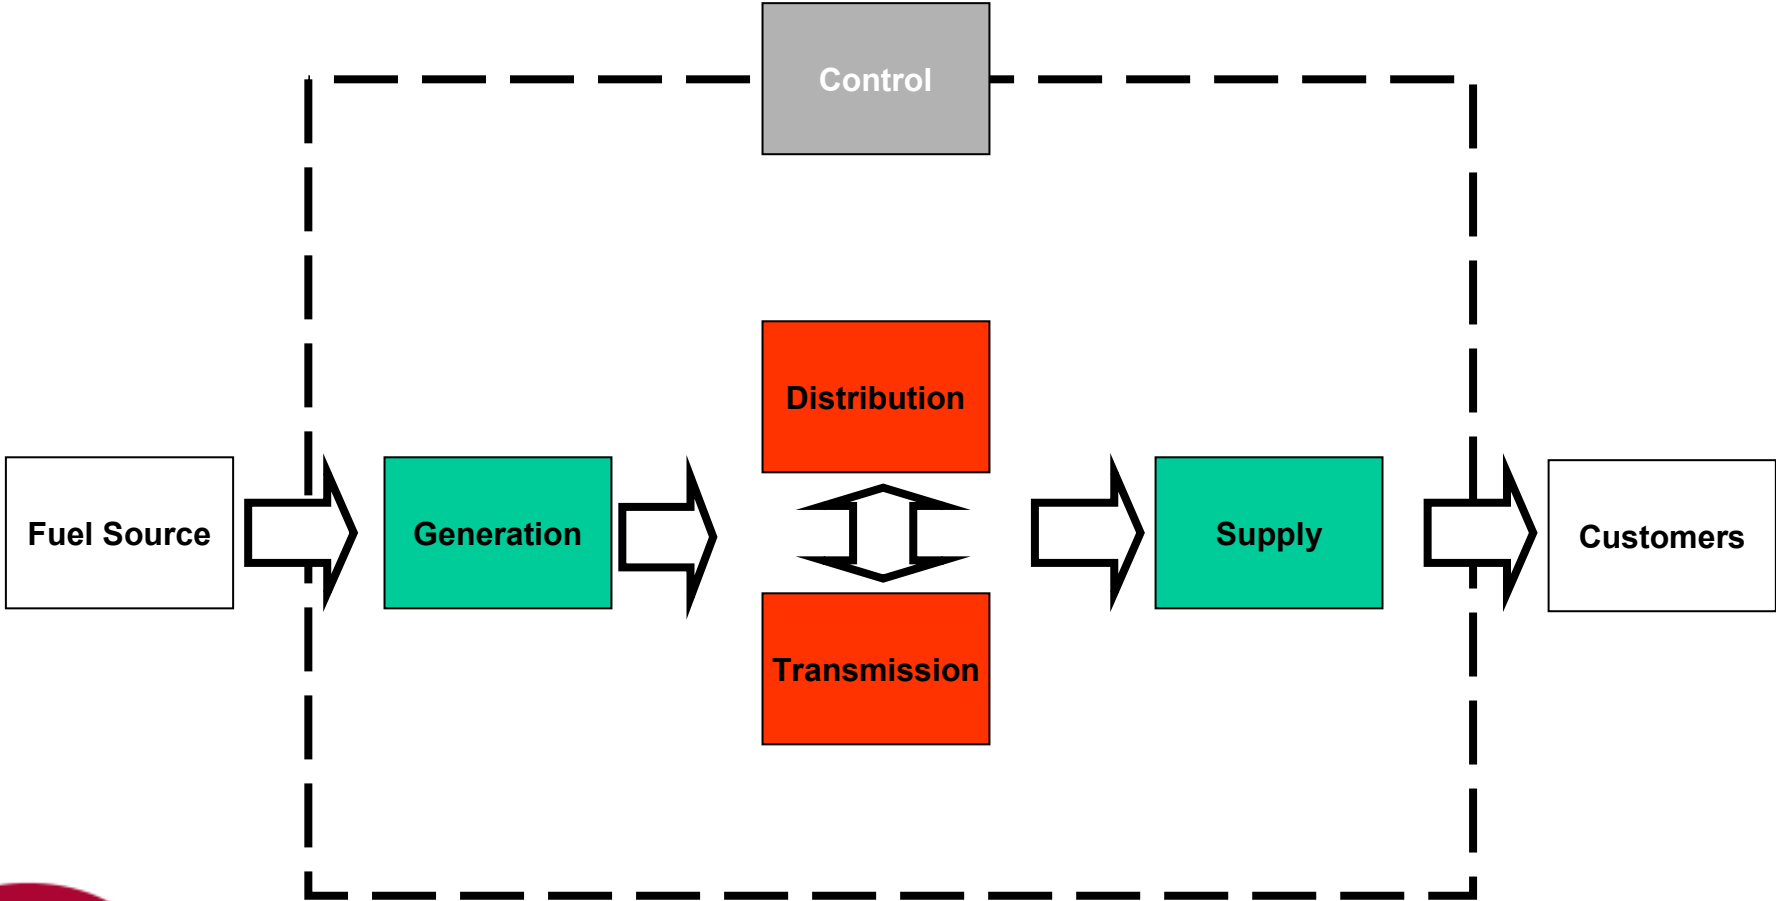 Control
Distribution
Fuel Source
Generation
Supply
Customers
Transmission